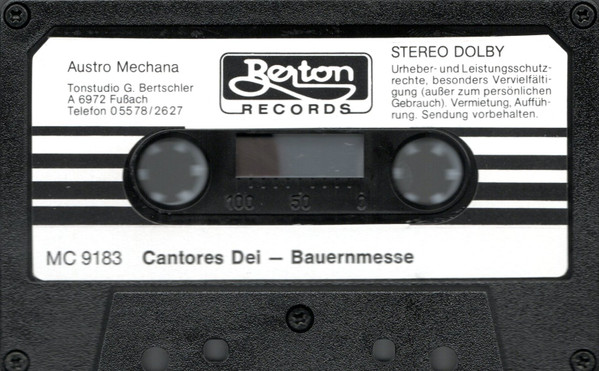 Austro Mechana
Tonstudio G. Bertschler
A 6972 Fußach
Telefon 05578/2627
Berton
RECORDS
STEREO DOLBY
Urheber- und Leistungsschutz-
rechte, besonders Vervielfälti-
gung (außer zum persönlichen
Gebrauch). Vermietung, Auffüh-
rung. Sendung vorbehalten.
100 50 0
MC 9183 Cantores Dei – Bauernmesse